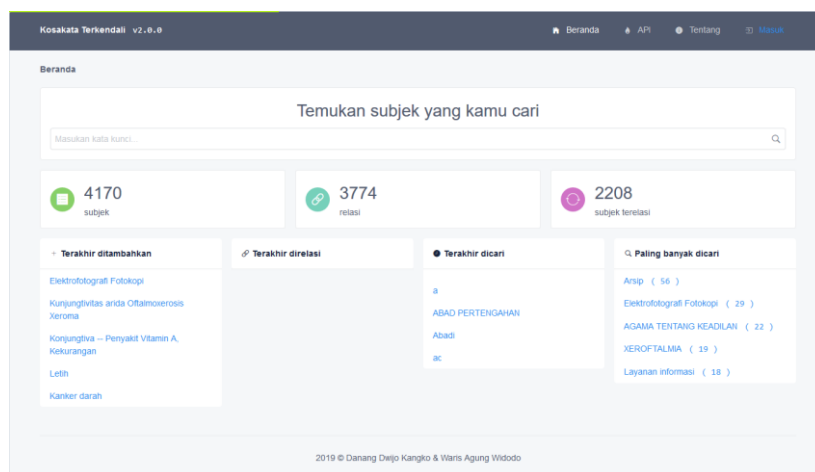 Kosakata Terkendali v2.0.0
Beranda
API
Tentang
Masuk
Beranda
Temukan subjek yang kamu cari
Masukan kata kunci...
4170
subjek
3774
relasi
2208
subjek terelasi
Terakhir ditambahkan
Elektrofotografi Fotokopi
Kunjungtivitas arida Oftalmoxerosis
Xeroma
Konjungtiva -- Penyakit Vitamin A,
Kekurangan
Letih
Kanker darah
Terakhir direlasi
Terakhir dicari
a
ABAD PERTENGAHAN
Abadi
ac
Paling banyak dicari
Arsip ( 56 )
Elektrofotografi Fotokopi ( 29 )
AGAMA TENTANG KEADILAN ( 22 )
XEROFTALMIA ( 19 )
Layanan informasi ( 18 )
2019 © Danang Dwijo Kangko & Waris Agung Widodo